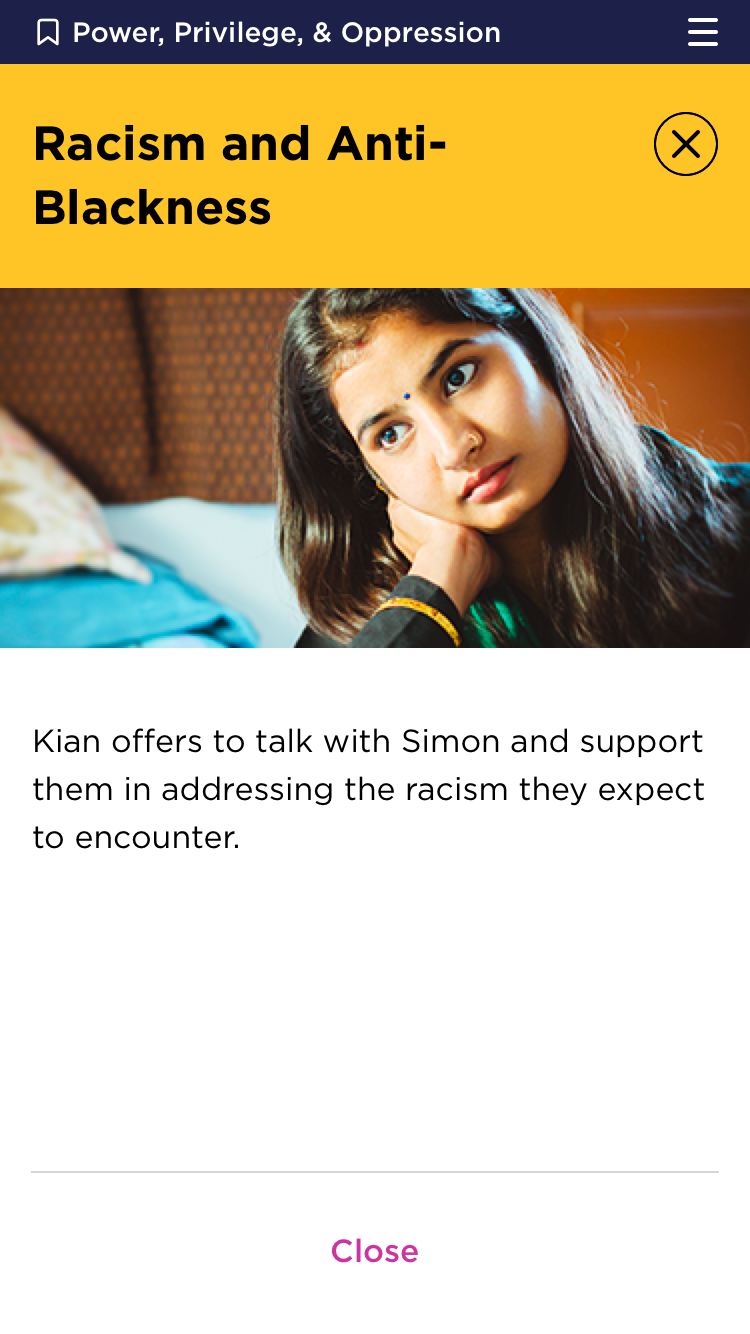 Power, Privilege, & Oppression
Racism and Anti-
Blackness
Kian offers to talk with Simon and support
them in addressing the racism they expect
to encounter.
Close